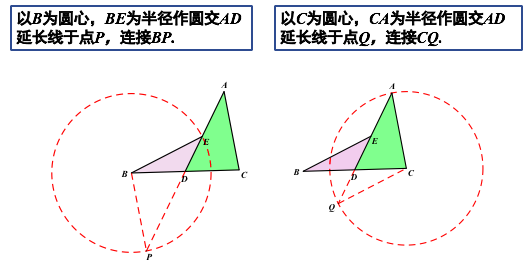 以B为圆心，BE为半径作圆交AD
延长线于点P，连接BP.
以C为圆心，CA为半径作圆交AD
延长线于点Q，连接CQ.
A
E
B
D
C
P
A
E
B
D
C
Q